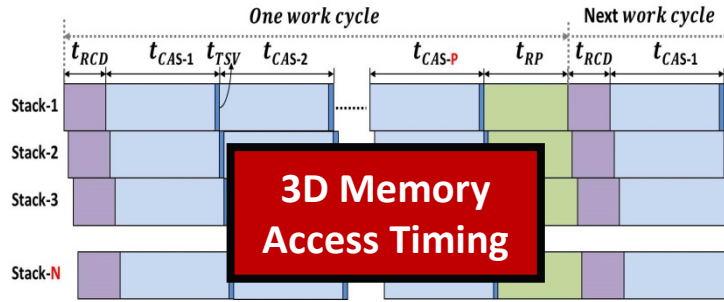 One work cycle Next work cycle
tRCD tCAS-1 tTSV tCAS-2 tCAS-P tRP tRCD tCAS-1
Stack-1
Stack-2
Stack-3
Stack-N
3D Memory
Access Timing